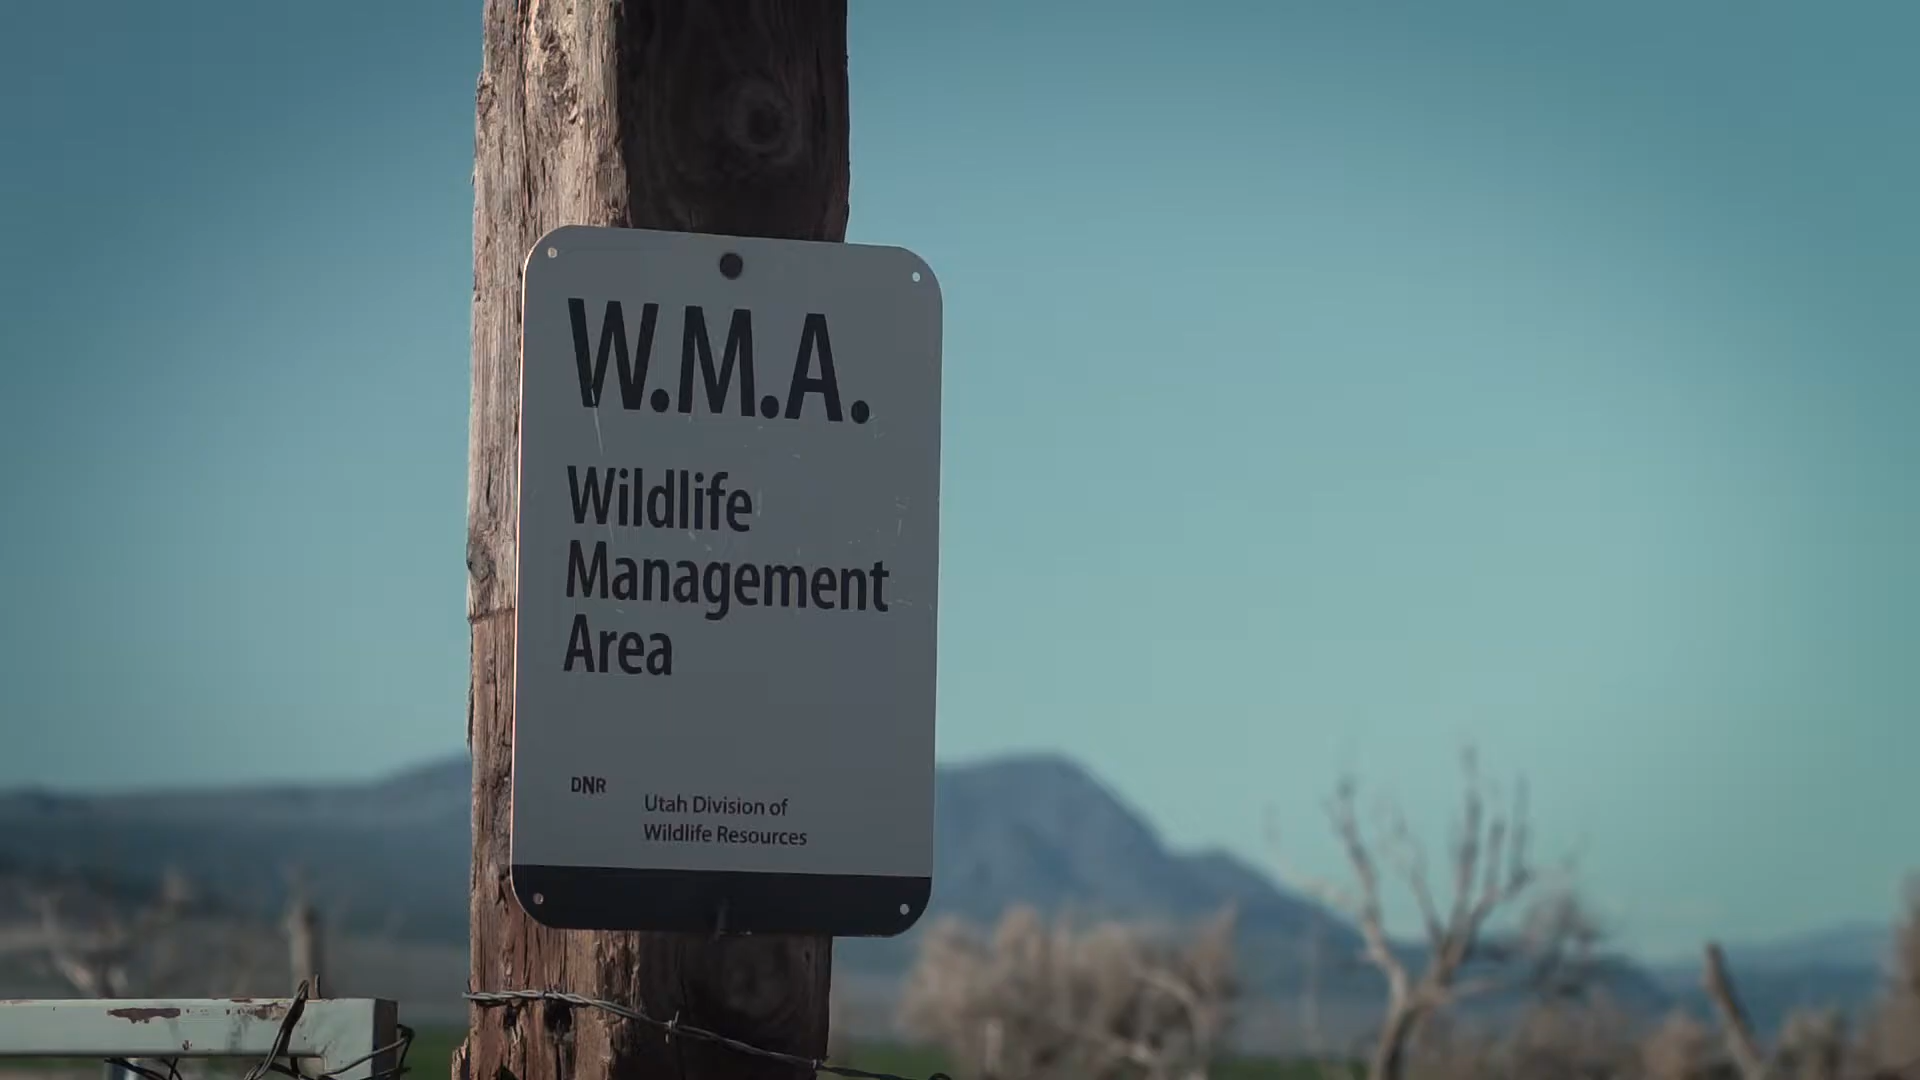 W.M.A.
Wildlife
Management
Area
DNR
Utah Division of
Wildlife Resources